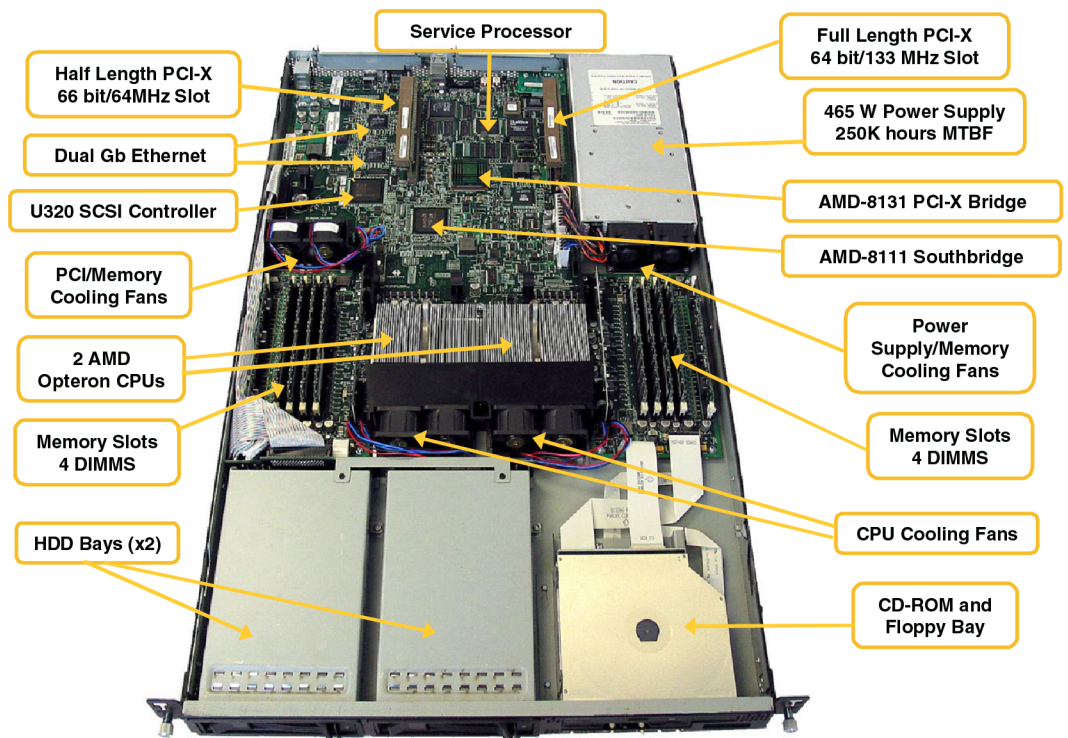 Service Processor
Full Length PCI-X
64 bit/133 MHz Slot
Half Length PCI-X
66 bit/64MHz Slot
465 W Power Supply
250K hours MTBF
Dual Gb Ethernet
AMD-8131 PCI-X Bridge
U320 SCSI Controller
AMD-8111 Southbridge
PCI/Memory
Cooling Fans
Power
Supply/Memory
Cooling Fans
2 AMD
Opteron CPUs
Memory Slots
4 DIMMS
Memory Slots
4 DIMMS
HDD Bays (x2)
CPU Cooling Fans
CD-ROM and
Floppy Bay
CAUTION